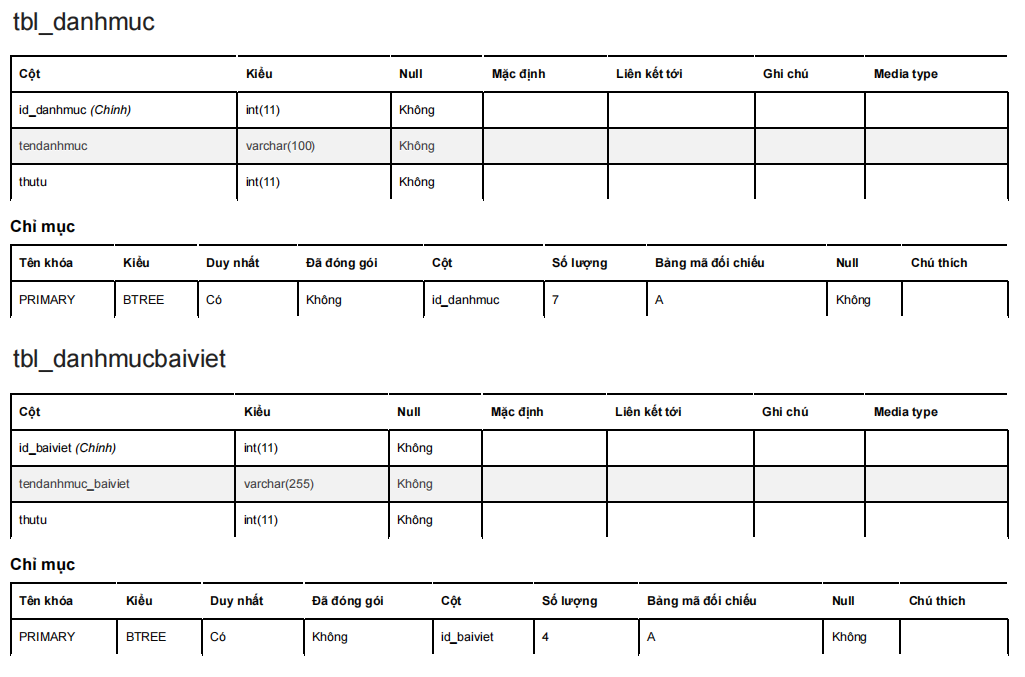 tbl_danhmuc
Cột Kiểu Null Mặc định Liên kết tới Ghi chú Media type
id_danhmuc (Chính) int(11) Không
tendanhmuc varchar(100) Không
thutu int(11) Không
Chỉ mục
Tên khóa Kiểu Duy nhất Đã đóng gói Cột Số lượng Bảng mã đối chiếu Null Chú thích
PRIMARY BTREE Có Không id_danhmuc 7 A Không
tbl_danhmucbaiviet
Cột Kiểu Null Mặc định Liên kết tới Ghi chú Media type
id_baiviet (Chính) int(11) Không
tendanhmuc_baiviet varchar(255) Không
thutu int(11) Không
Chỉ mục
Tên khóa Kiểu Duy nhất Đã đóng gói Cột Số lượng Bảng mã đối chiếu Null Chú thích
PRIMARY BTREE Có Không id_baiviet 4 A Không